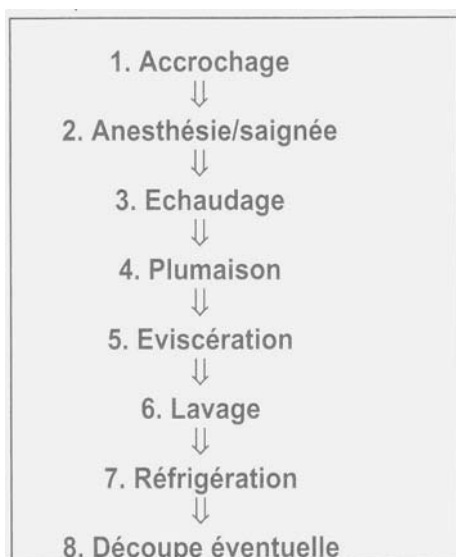 1. Accrochage
⇓
2. Anesthésie/saignée
⇓
3. Echaudage
⇓
4. Plumaison
⇓
5. Eviscération
⇓
6. Lavage
⇓
7. Réfrigération
⇓
8. Découpe éventuelle